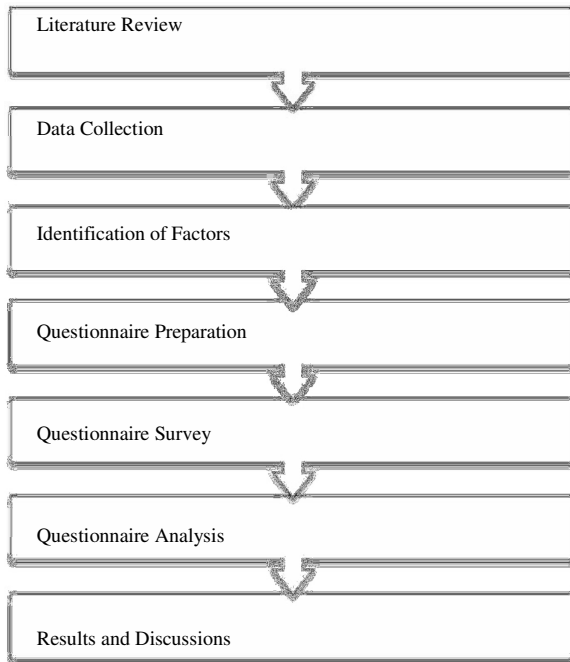 Literature Review
Data Collection
Identification of Factors
Questionnaire Preparation
Questionnaire Survey
Questionnaire Analysis
Results and Discussions